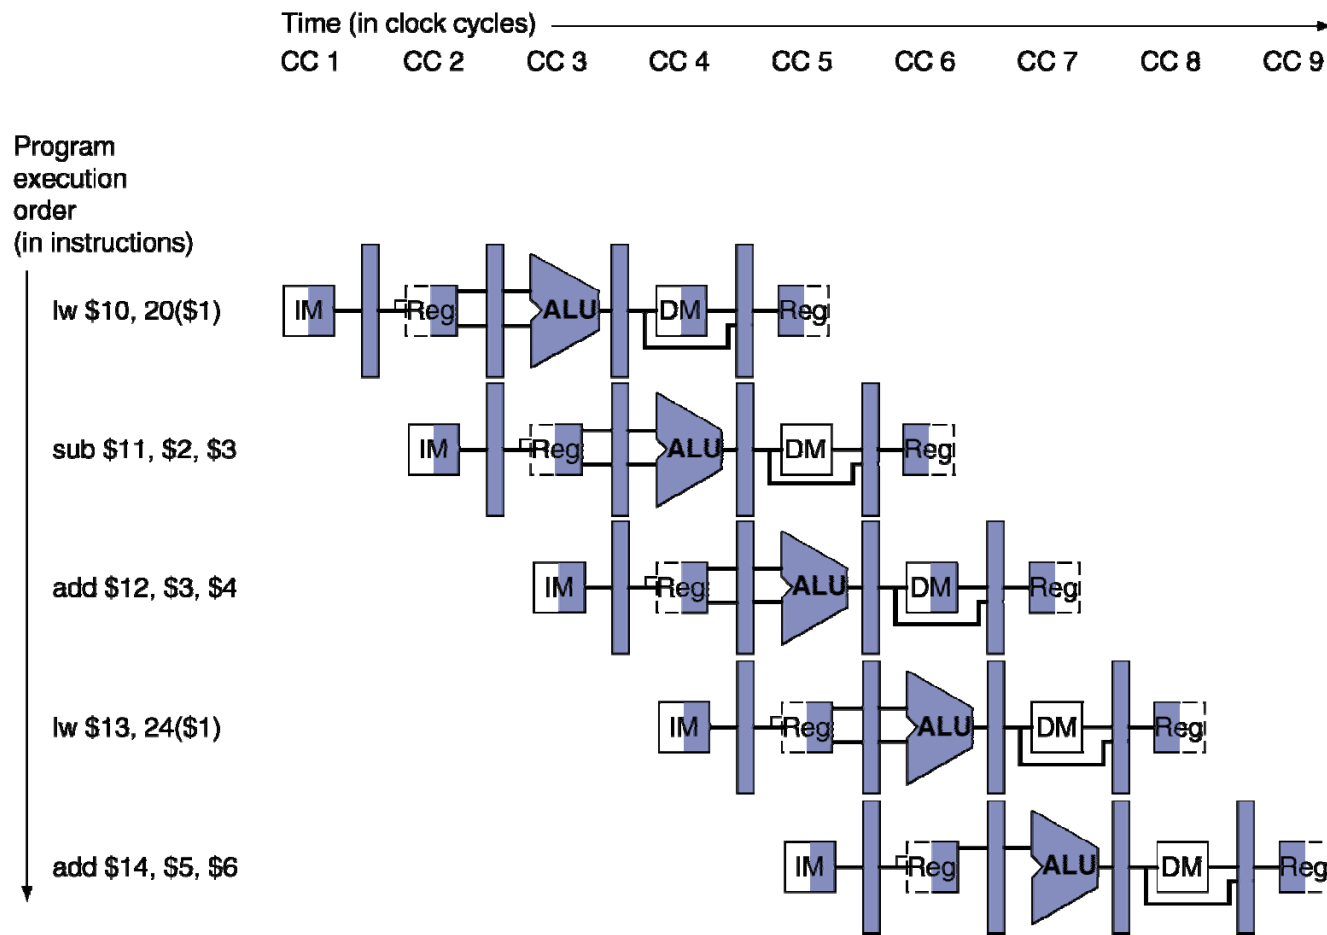 Time (in clock cycles)
CC 1 CC 2 CC 3 CC 4 CC 5 CC 6 CC 7 CC 8 CC 9
Program
execution
order
(in instructions)
lw $10, 20($1) IM Reg ALU DM Reg
sub $11, $2, $3 IM Reg ALU DM Reg
add $12, $3, $4 IM Reg ALU DM Reg
lw $13, 24($1) IM Reg ALU DM Reg
add $14, $5, $6 IM Reg ALU DM Reg